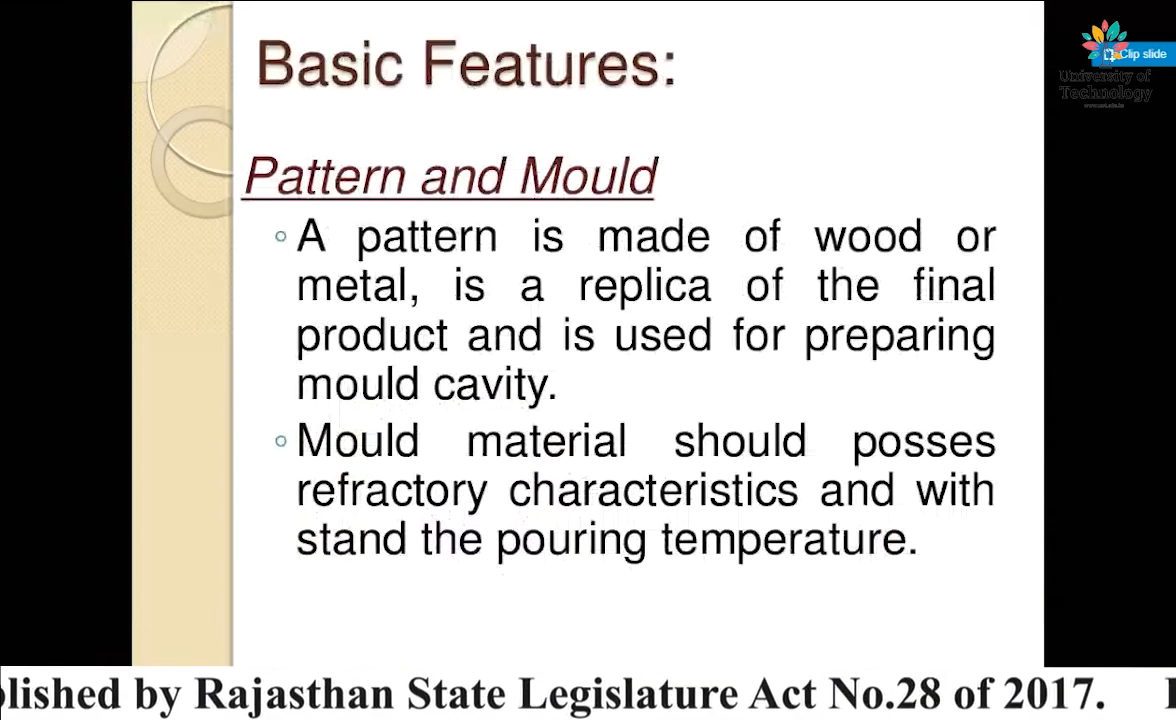 Basic Features:
Clip slide
University of
Technology
Pattern and Mould
A pattern is made of wood or
metal, is a replica of the final
product and is used for preparing
mould cavity.
Mould material should posses
refractory characteristics and with
stand the pouring temperature.
lished by Rajasthan State Legislature Act No.28 of 2017.